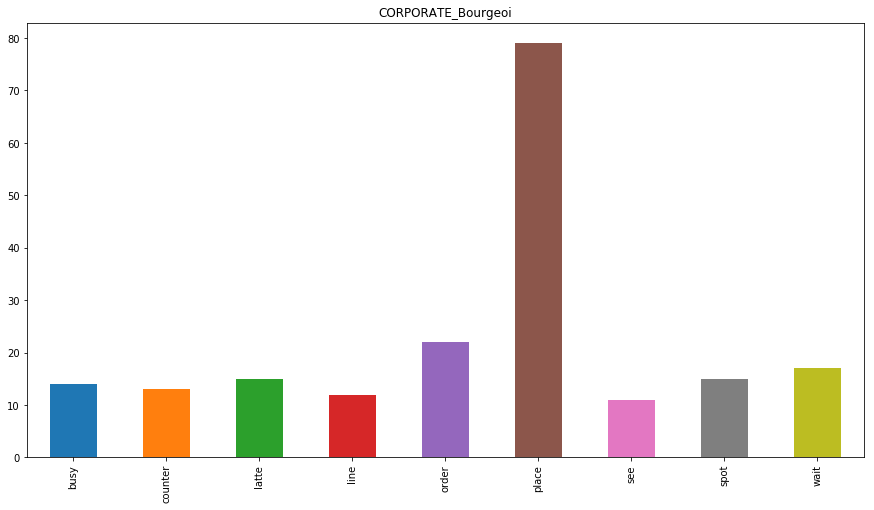 CORPORATE_Bourgeoi
80
70
60
50
40
30
20
10
0
busy
counter
latte
line
order
place
see
spot
wait